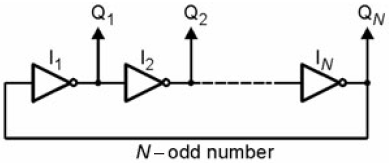 Q1 Q2 QN
I1 I2 IN
N – odd number